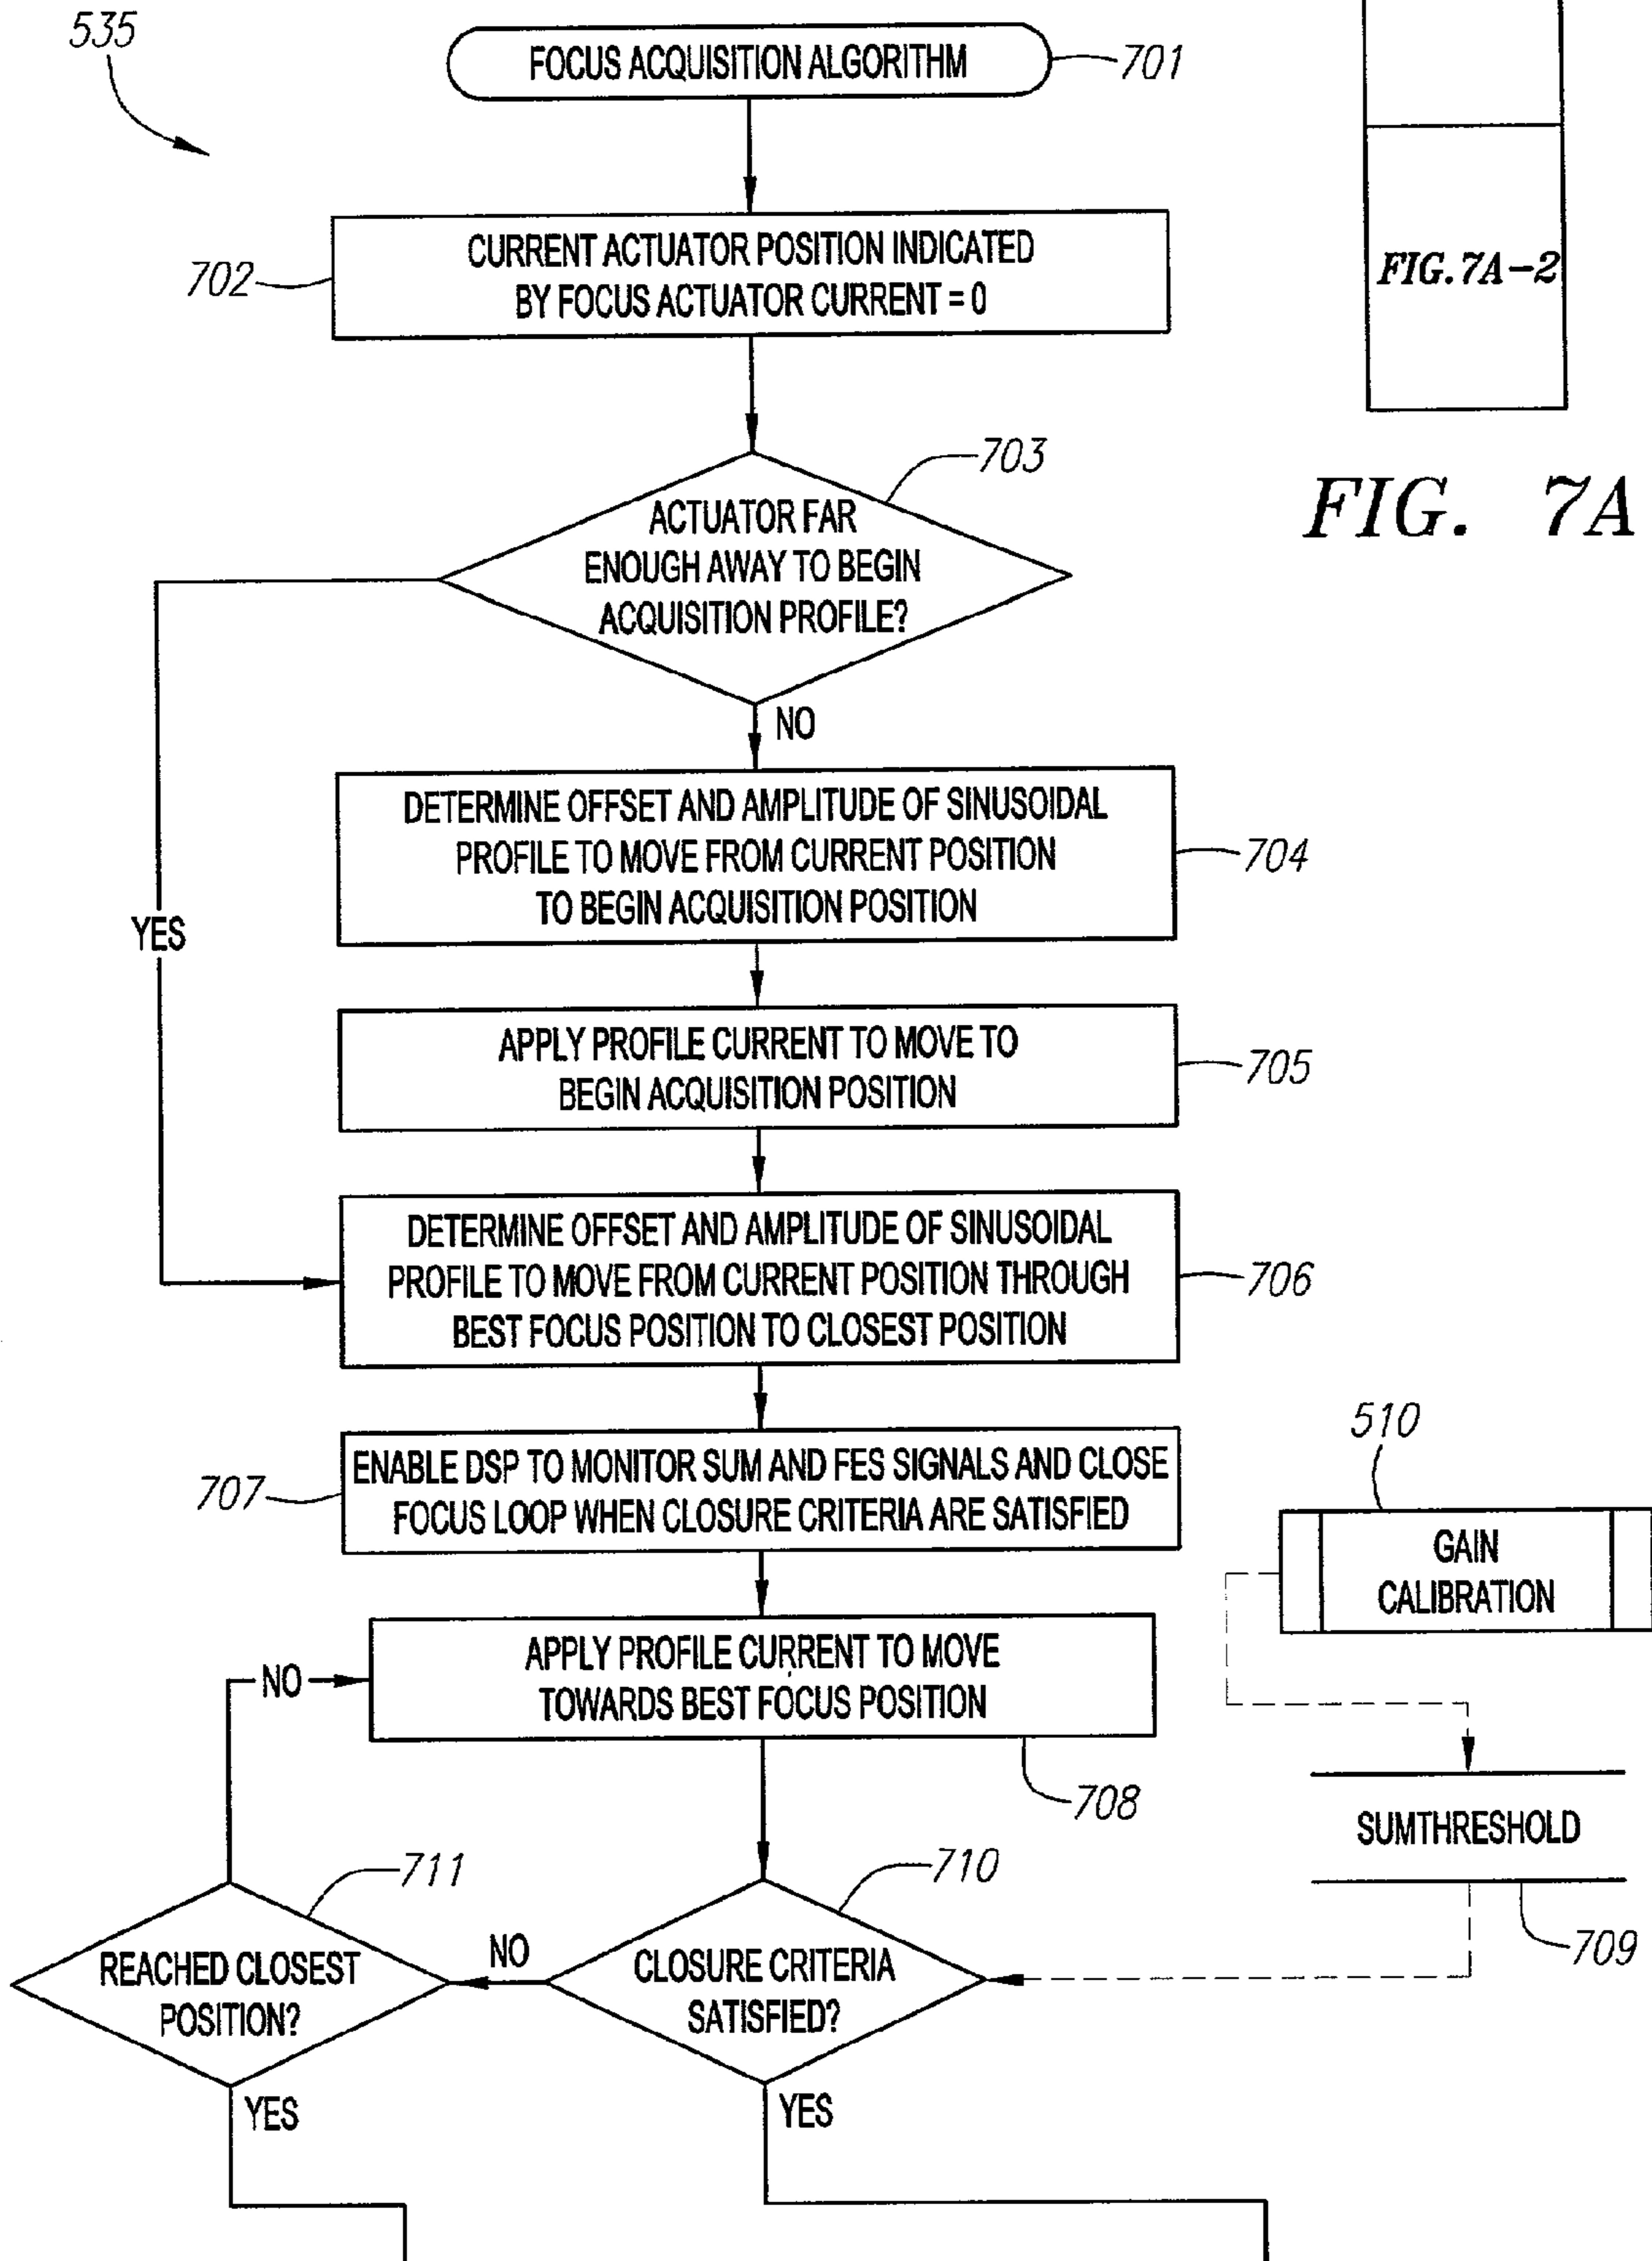 535
FOCUS ACQUISITION ALGORITHM
701
CURRENT ACTUATOR POSITION INDICATED
BY FOCUS ACTUATOR CURRENT = 0
702
FIG. 7A-2
FIG. 7A
703
ACTUATOR FAR
ENOUGH AWAY TO BEGIN
ACQUISITION PROFILE?
NO
YES
DETERMINE OFFSET AND AMPLITUDE OF SINUSOIDAL
PROFILE TO MOVE FROM CURRENT POSITION
TO BEGIN ACQUISITION POSITION
704
APPLY PROFILE CURRENT TO MOVE TO
BEGIN ACQUISITION POSITION
705
DETERMINE OFFSET AND AMPLITUDE OF SINUSOIDAL
PROFILE TO MOVE FROM CURRENT POSITION THROUGH
BEST FOCUS POSITION TO CLOSEST POSITION
706
ENABLE DSP TO MONITOR SUM AND FES SIGNALS AND CLOSE
FOCUS LOOP WHEN CLOSURE CRITERIA ARE SATISFIED
707
510
GAIN
CALIBRATION
APPLY PROFILE CURRENT TO MOVE
TOWARDS BEST FOCUS POSITION
NO
708
SUMTHRESHOLD
709
711
710
REACHED CLOSEST
POSITION?
NO
CLOSURE CRITERIA
SATISFIED?
YES
YES